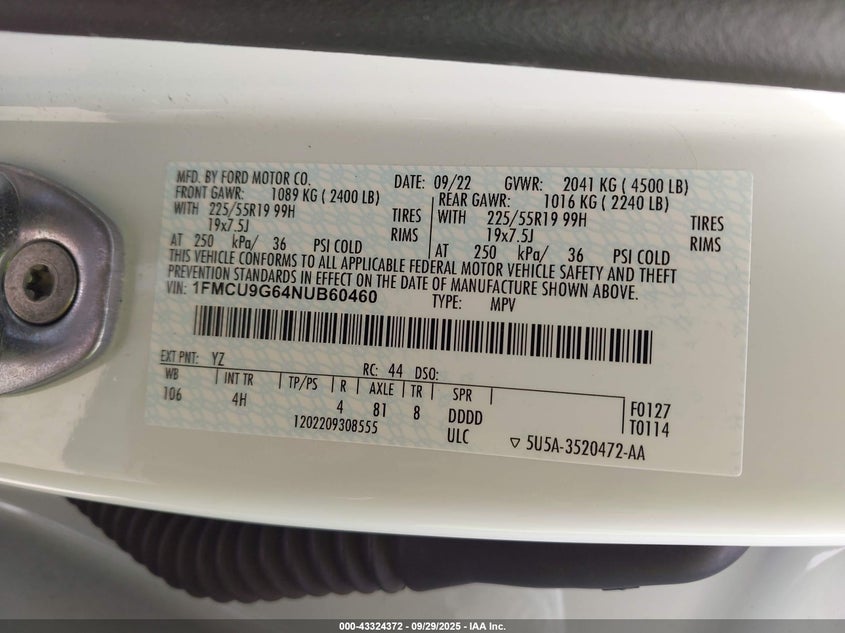 MFD. BY FORD MOTOR CO.
DATE: 09/22 GVWR: 2041 KG ( 4500 LB)
FRONT GAWR: 1089 KG ( 2400 LB)
REAR GAWR: 1016 KG ( 2240 LB)
WITH 225/55R19 99H TIRES
WITH 225/55R19 99H TIRES
19x7.5J RIMS
19x7.5J RIMS
AT 250 kPa/ 36 PSI COLD
AT 250 kPa/ 36 PSI COLD
THIS VEHICLE CONFORMS TO ALL APPLICABLE FEDERAL MOTOR VEHICLE SAFETY AND THEFT
PREVENTION STANDARDS IN EFFECT ON THE DATE OF MANUFACTURE SHOWN ABOVE.
VIN: 1FMCU9G64NUB60460
TYPE: MPV
EXT PNT: YZ RC: 44 DSO:
WB INT TR TP/PS R AXLE TR SPR
106 4H 4 81 8 DDDD
F0127
T0114
1202209308555
ULC
▽ 5U5A-3520472-AA
000-43324372 - 09/29/2025 - IAA Inc.